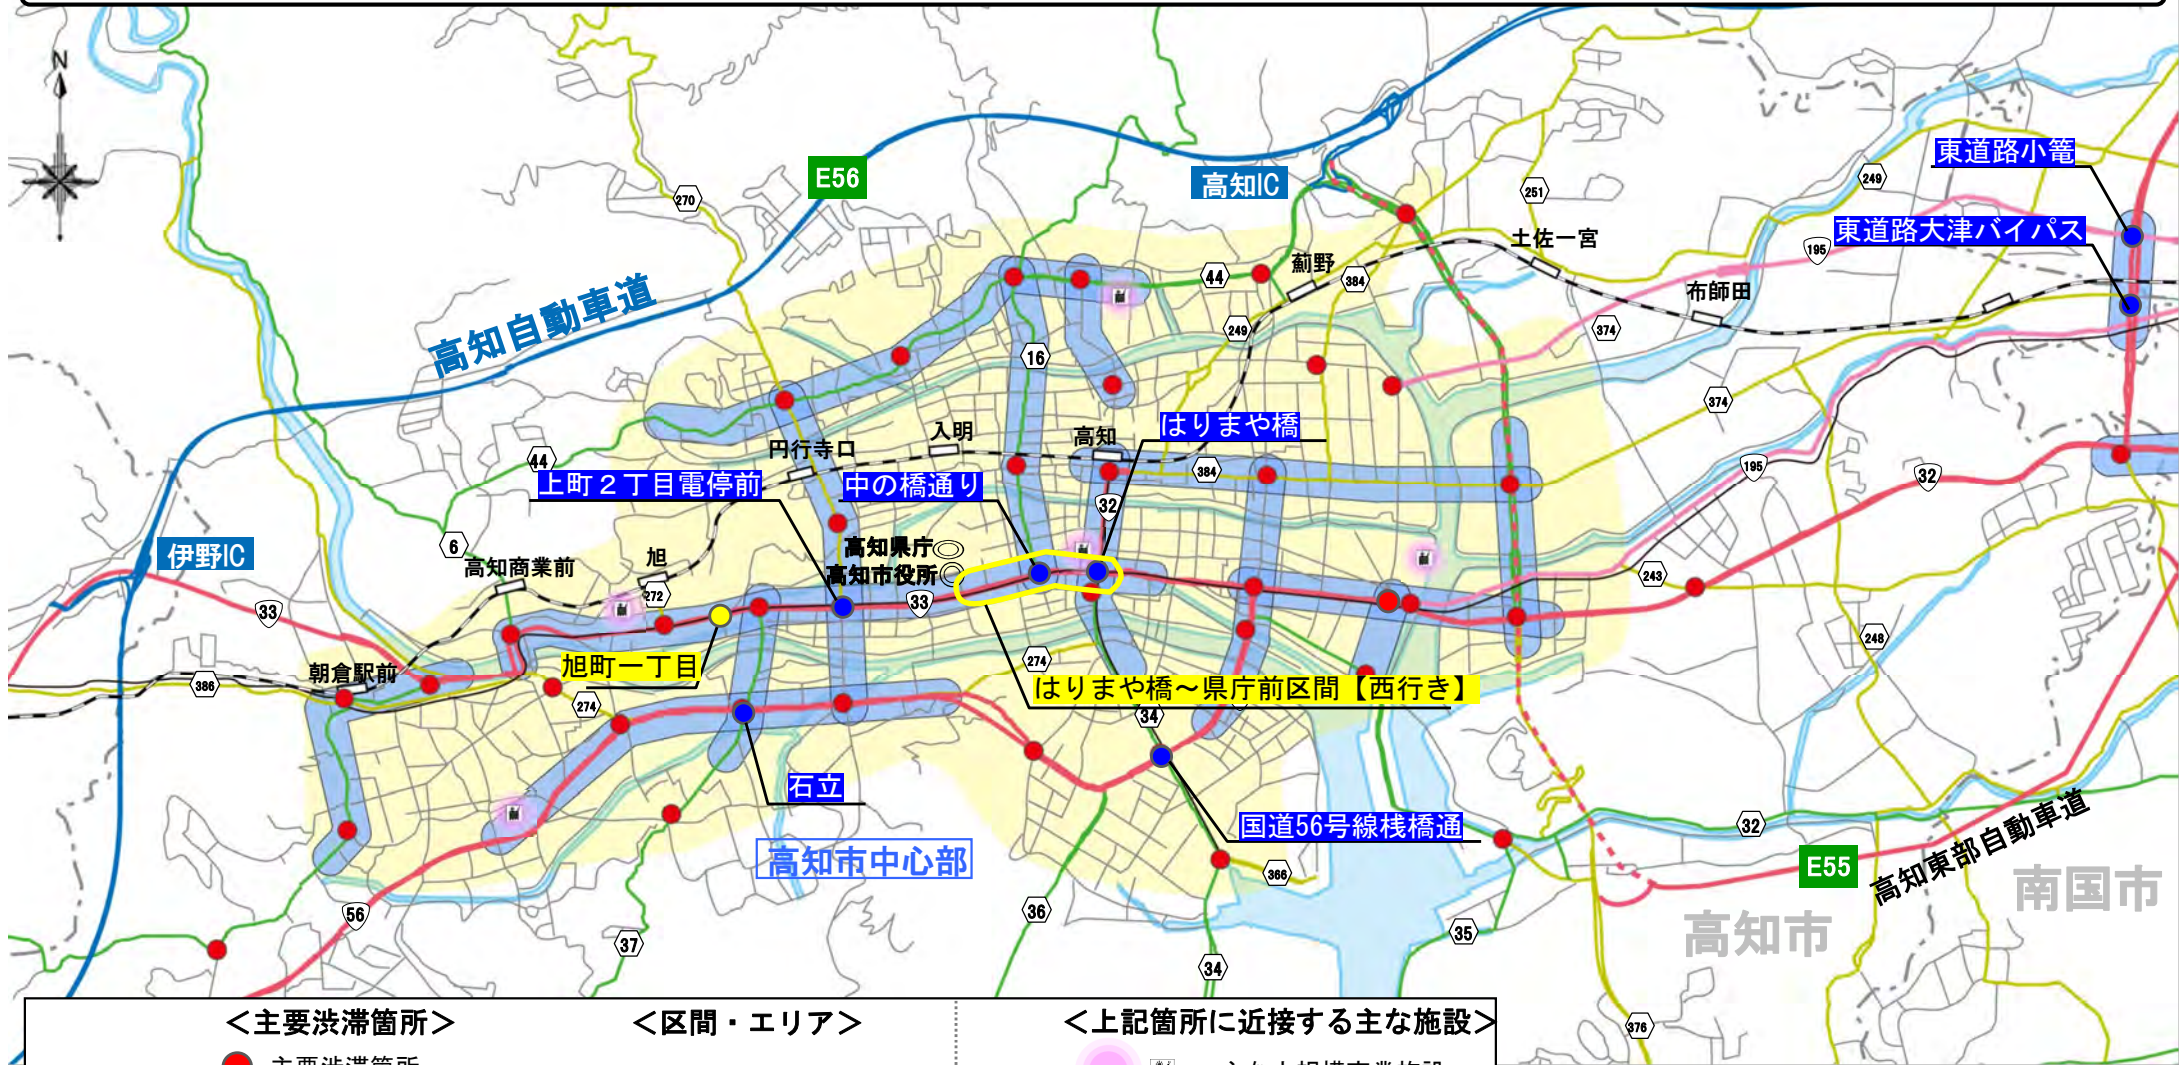 N
E56
高知IC
東道路小篭
249
251
270
東道路大津バイパス
土佐一宮
195
薊野
44
384
布師田
高知自動車道
249
374
16
374
はりまや橋
入明
高知
円行寺口
44
384
195
32
上町２丁目電停前
中の橋通り
32
6
伊野IC
高知県庁
高知市役所
旭
高知商業前
272
243
33
33
248
旭町一丁目
274
朝倉駅前
386
はりまや橋～県庁前区間【西行き】
274
34
石立
国道56号線桟橋通
32
高知市中心部
E55
高知東部自動車道
366
南国市
56
36
高知市
37
35
34
376
＜主要渋滞箇所＞
＜区間・エリア＞
＜上記箇所に近接する主な施設＞
主要渋滞箇所